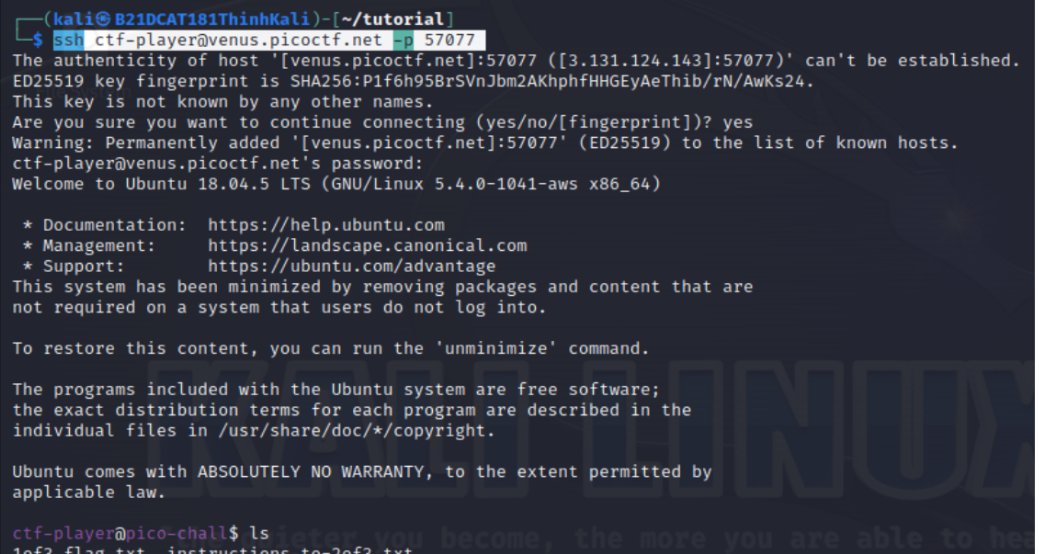 (kali㉿B21DCAT181ThinhKali)-[~/tutorial]
$ ssh ctf-player@venus.picoctf.net -p 57077
The authenticity of host '[venus.picoctf.net]:57077 ([3.131.124.143]:57077)' can't be established.
ED25519 key fingerprint is SHA256:P1f6h95BrSVnJbm2AKhphfHHGEyAeThib/rN/AwKs24.
This key is not known by any other names.
Are you sure you want to continue connecting (yes/no/[fingerprint])? yes
Warning: Permanently added '[venus.picoctf.net]:57077' (ED25519) to the list of known hosts.
ctf-player@venus.picoctf.net's password:
Welcome to Ubuntu 18.04.5 LTS (GNU/Linux 5.4.0-1041-aws x86_64)
* Documentation: https://help.ubuntu.com
* Management: https://landscape.canonical.com
* Support: https://ubuntu.com/advantage
This system has been minimized by removing packages and content that are
not required on a system that users do not log into.
To restore this content, you can run the 'unminimize' command.
KALI LINUX
The programs included with the Ubuntu system are free software;
the exact distribution terms for each program are described in the
individual files in /usr/share/doc/*/copyright.
Ubuntu comes with ABSOLUTELY NO WARRANTY, to the extent permitted by
applicable law.
ctf-player@pico-chall$ ls
you become, the more you are able to hea
1of3.flag.txt instructions-to-2of3.txt